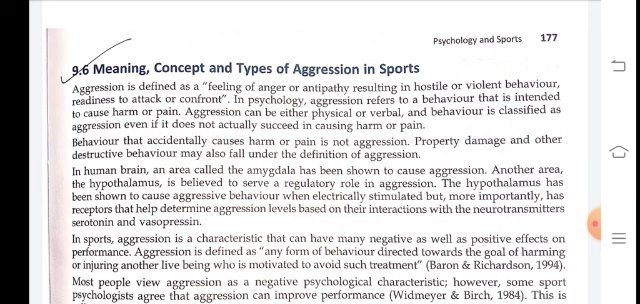 Psychology and Sports 177
9.6 Meaning, Concept and Types of Aggression in Sports
Aggression is defined as a “feeling of anger or antipathy resulting in hostile or violent behaviour,
readiness to attack or confront”. In psychology, aggression refers to a behaviour that is intended
to cause harm or pain. Aggression can be either physical or verbal, and behaviour is classified as
aggression even if it does not actually succeed in causing harm or pain.
Behaviour that accidentally causes harm or pain is not aggression. Property damage and other
destructive behaviour may also fall under the definition of aggression.
In human brain, an area called the amygdala has been shown to cause aggression. Another area,
the hypothalamus, is believed to serve a regulatory role in aggression. The hypothalamus has
been shown to cause aggressive behaviour when electrically stimulated but, more importantly, has
receptors that help determine aggression levels based on their interactions with the neurotransmitters
serotonin and vasopressin.
In sports, aggression is a characteristic that can have many negative as well as positive effects on
performance. Aggression is defined as “any form of behaviour directed towards the goal of harming
or injuring another live being who is motivated to avoid such treatment” (Baron & Richardson, 1994).
Most people view aggression as a negative psychological characteristic; however, some sport
psychologists agree that aggression can improve performance (Widmeyer & Birch, 1984). This is